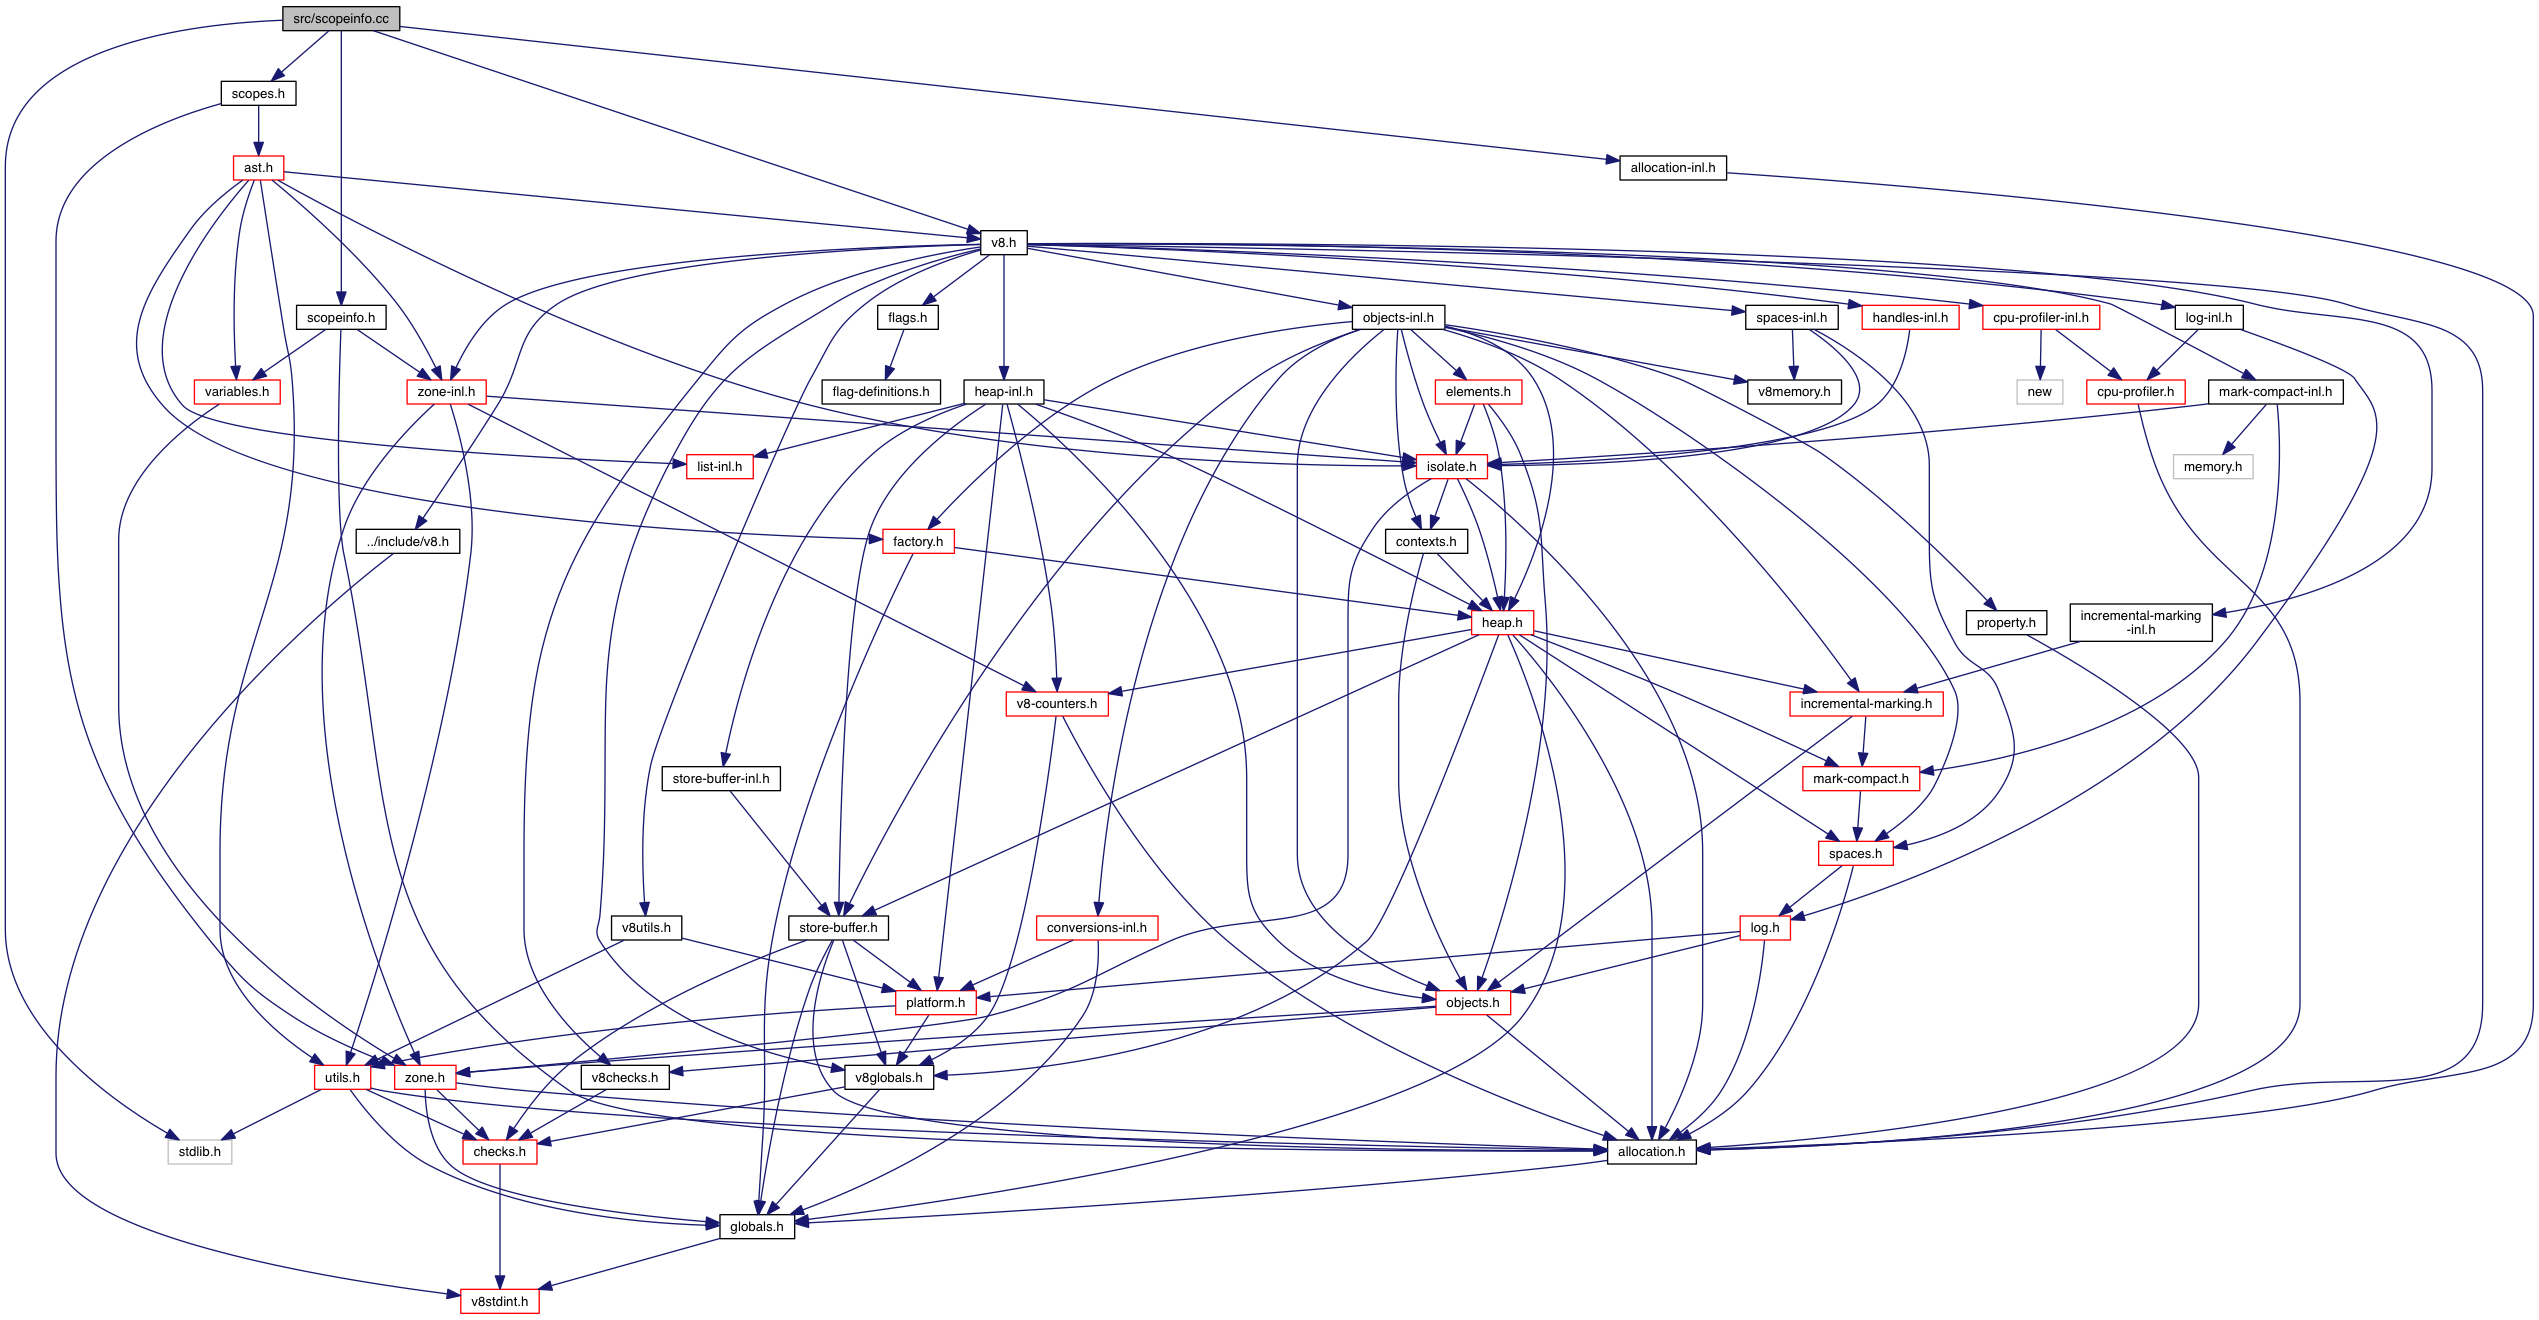 src/scopeinfo.cc
scopes.h
ast.h
allocation-inl.h
v8.h
scopeinfo.h
flags.h
objects-inl.h
spaces-inl.h
handles-inl.h
cpu-profiler-inl.h
log-inl.h
variables.h
zone-inl.h
flag-definitions.h
heap-inl.h
elements.h
v8memory.h
new
cpu-profiler.h
mark-compact-inl.h
list-inl.h
isolate.h
memory.h
../include/v8.h
factory.h
contexts.h
heap.h
property.h
incremental-marking
-inl.h
v8-counters.h
incremental-marking.h
store-buffer-inl.h
mark-compact.h
spaces.h
v8utils.h
store-buffer.h
conversions-inl.h
log.h
platform.h
objects.h
utils.h
zone.h
v8checks.h
v8globals.h
stdlib.h
checks.h
allocation.h
globals.h
v8stdint.h